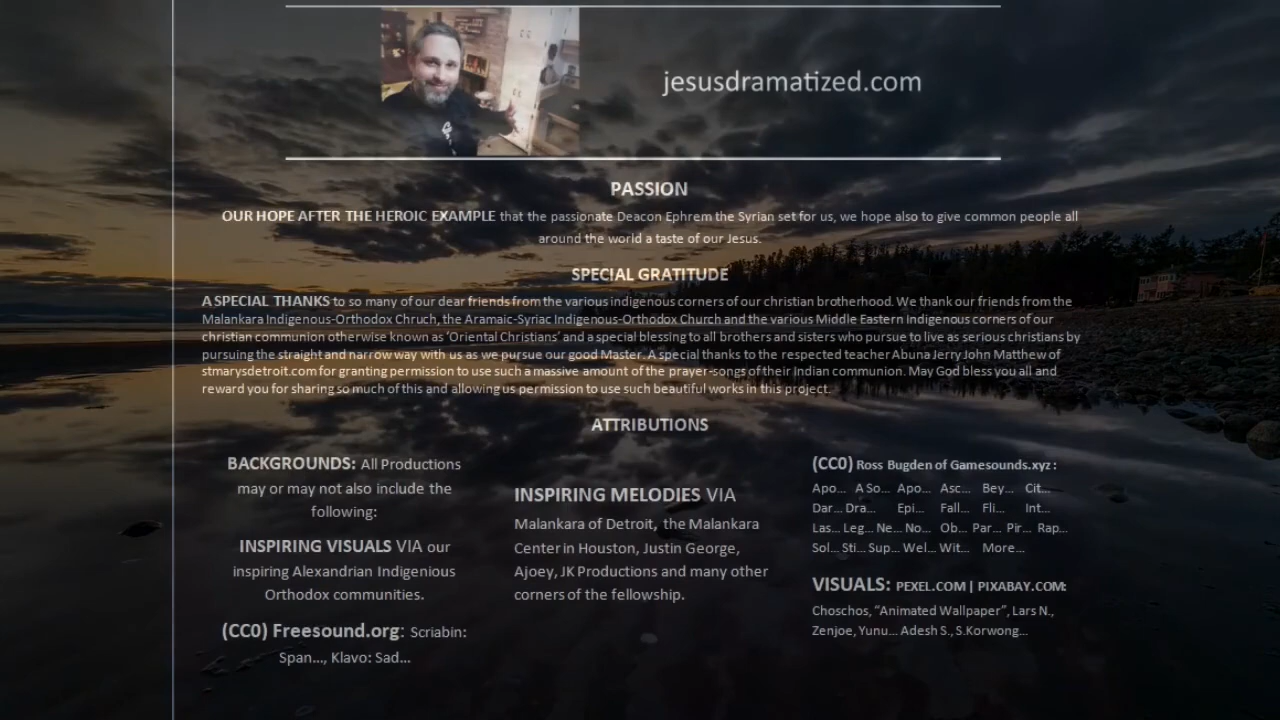 jesusdramatized.com
PASSION
OUR HOPE AFTER THE HEROIC EXAMPLE that the passionate Deacon Ephrem the Syrian set for us, we hope also to give common people all
around the world a taste of our Jesus.
SPECIAL GRATITUDE
A SPECIAL THANKS to so many of our dear friends from the various indigenous corners of our christian brotherhood. We thank our friends from the
Malankara Indigenous-Orthodox Chruch, the Aramaic-Syriac Indigenous-Orthodox Church and the various Middle Eastern Indigenous corners of our
christian communion otherwise known as ‘Oriental Christians’ and a special blessing to all brothers and sisters who pursue to live as serious christians by
pursuing the straight and narrow way with us as we pursue our good Master. A special thanks to the respected teacher Abuna Jerry John Matthew of
stmarysdetroit.com for granting permission to use such a massive amount of the prayer-songs of their Indian communion. May God bless you all and
reward you for sharing so much of this and allowing us permission to use such beautiful works in this project.
ATTRIBUTIONS
BACKGROUNDS: All Productions
may or may not also include the
following:
INSPIRING VISUALS VIA our
inspiring Alexandrian Indigenious
Orthodox communities.
(CC0) Freesound.org: Scriabin:
Span..., Klavo: Sad...
INSPIRING MELODIES VIA
Malankara of Detroit, the Malankara
Center in Houston, Justin George,
Ajoey, JK Productions and many other
corners of the fellowship.
(CC0) Ross Bugden of Gamesounds.xyz:
Apo... A So... Apo... Asc... Bey... Cit...
Dar... Dra... Epi... Fall... Fli... Int...
Las... Leg... Ne... No... Ob... Par... Pir... Rap...
Sol... Sti... Sup... Wel... Wit... More...
VISUALS: PEXEL.COM | PIXABAY.COM:
Choschos, “Animated Wallpaper”, Lars N.,
Zenjoe, Yunu... Adesh S., S.Korwong...